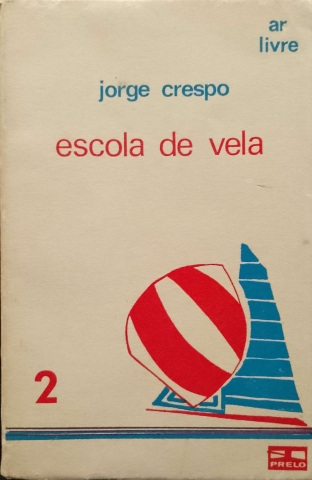 ar
livre
jorge crespo
escola de vela
2
PRELO